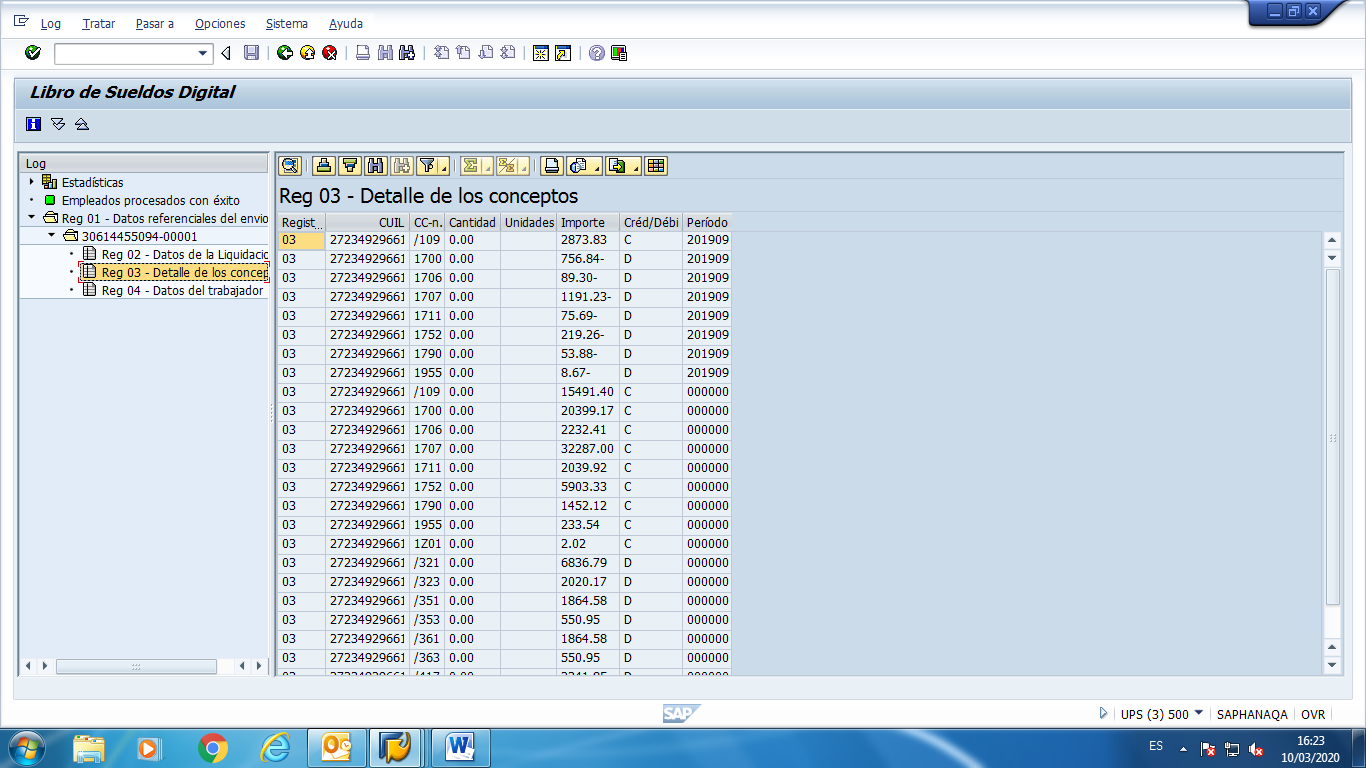 Log Tratar Pasar a Opciones Sistema Ayuda
Libro de Sueldos Digital
Log
Estadísticas
Empleados procesados con éxito
Reg 01 - Datos referenciales del envio
30614455094-00001
Reg 02 - Datos de la Liquidacic
Reg 03 - Detalle de los concep
Reg 04 - Datos del trabajador
Reg 03 - Detalle de los conceptos
Regist.. CUIL CC-n. Cantidad Unidades Importe Créd/Débi Período
03 27234929661 /109 0.00 2873.83 C 201909
03 27234929661 1700 0.00 756.84- D 201909
03 27234929661 1706 0.00 89.30- D 201909
03 27234929661 1707 0.00 1191.23- D 201909
03 27234929661 1711 0.00 75.69- D 201909
03 27234929661 1752 0.00 219.26- D 201909
03 27234929661 1790 0.00 53.88- D 201909
03 27234929661 1955 0.00 8.67- D 201909
03 27234929661 /109 0.00 15491.40 C 000000
03 27234929661 1700 0.00 20399.17 C 000000
03 27234929661 1706 0.00 2232.41 C 000000
03 27234929661 1707 0.00 32287.00 C 000000
03 27234929661 1711 0.00 2039.92 C 000000
03 27234929661 1752 0.00 5903.33 C 000000
03 27234929661 1790 0.00 1452.12 C 000000
03 27234929661 1955 0.00 233.54 C 000000
03 27234929661 1Z01 0.00 2.02 C 000000
03 27234929661 /321 0.00 6836.79 D 000000
03 27234929661 /323 0.00 2020.17 D 000000
03 27234929661 /351 0.00 1864.58 D 000000
03 27234929661 /353 0.00 550.95 D 000000
03 27234929661 /361 0.00 1864.58 D 000000
03 27234929661 /363 0.00 550.95 D 000000
SAP
UPS (3) 500 SAPHANAQA OVR
ES
16:23
10/03/2020